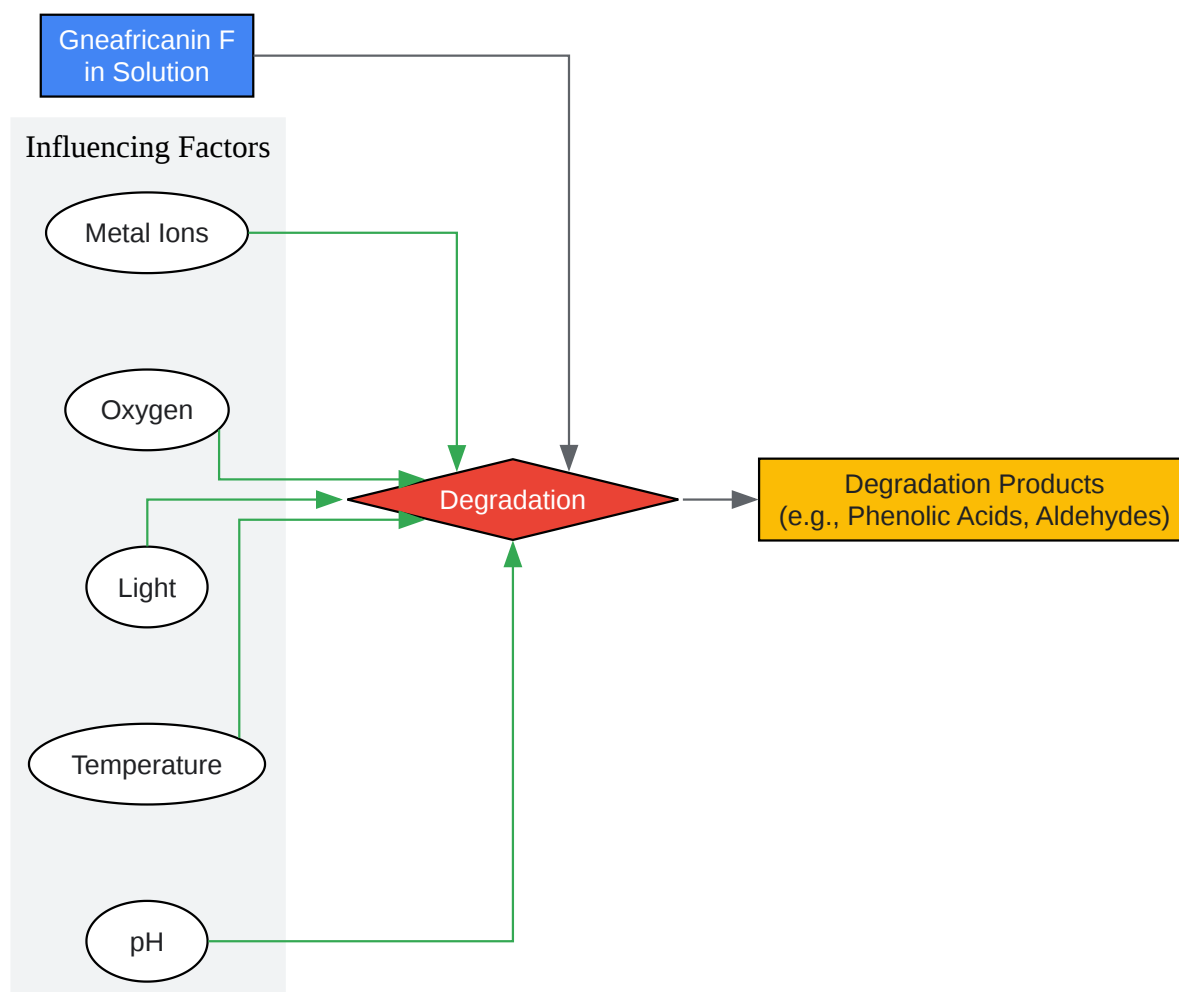 Gneafricanin F
in Solution
Influencing Factors
Metal Ions
Oxygen
Degradation
Degradation Products
(e.g., Phenolic Acids, Aldehydes)
Light
Temperature
pH